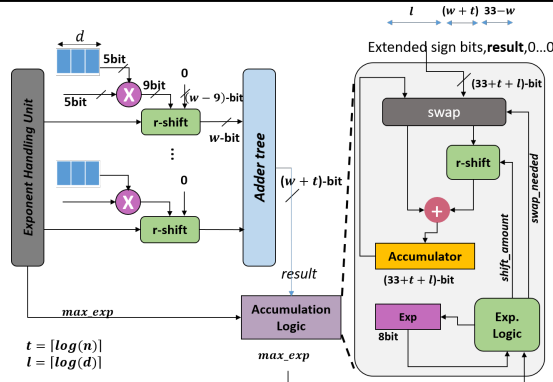 l (w + t) 33−w
Extended sign bits,result,0...0
d
5bit
0
5bit
9bit
(w − 9)-bit
(33+t + l)-bit
X
swap
r-shift
w-bit
r-shift
Exponent Handling Unit
...
Adder tree
swap_needed
0
(w + t)-bit
+
X
r-shift
Accumulator
shift_amount
result
(33+t + l)-bit
max_exp
Accumulation
Logic
Exp
Exp.
Logic
8bit
t = ⌈log(n)⌉
l = ⌈log(d)⌉
max_exp